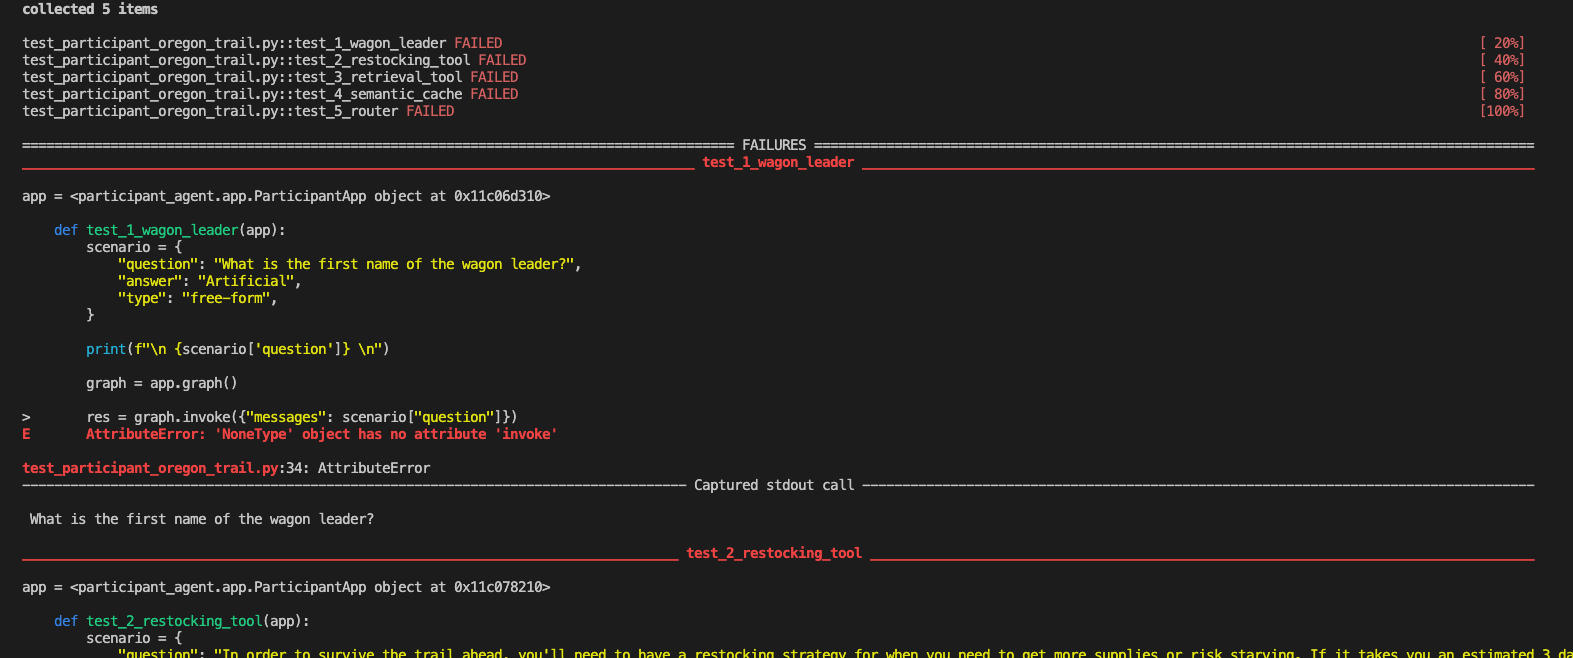 collected 5 items
test_participant_oregon_trail.py::test_1_wagon_leader FAILED [ 20%]
test_participant_oregon_trail.py::test_2_restocking_tool FAILED [ 40%]
test_participant_oregon_trail.py::test_3_retrieval_tool FAILED [ 60%]
test_participant_oregon_trail.py::test_4_semantic_cache FAILED [ 80%]
test_participant_oregon_trail.py::test_5_router FAILED [100%]
FAILURES
test_1_wagon_leader
app = <participant_agent.app.ParticipantApp object at 0x11c06d310>
def test_1_wagon_leader(app):
scenario = {
"question": "What is the first name of the wagon leader?",
"answer": "Artificial",
"type": "free-form",
}
print(f"\n {scenario['question']} \n")
graph = app.graph()
> res = graph.invoke({"messages": scenario["question"]})
E AttributeError: 'NoneType' object has no attribute 'invoke'
test_participant_oregon_trail.py:34: AttributeError
Captured stdout call
What is the first name of the wagon leader?
test_2_restocking_tool
app = <participant_agent.app.ParticipantApp object at 0x11c078210>
def test_2_restocking_tool(app):
scenario = {
"question": "In order to survive the trail ahead, you'll need to have a restocking strategy for when you need to get more supplies or risk starving. If it takes you an estimated 3 da